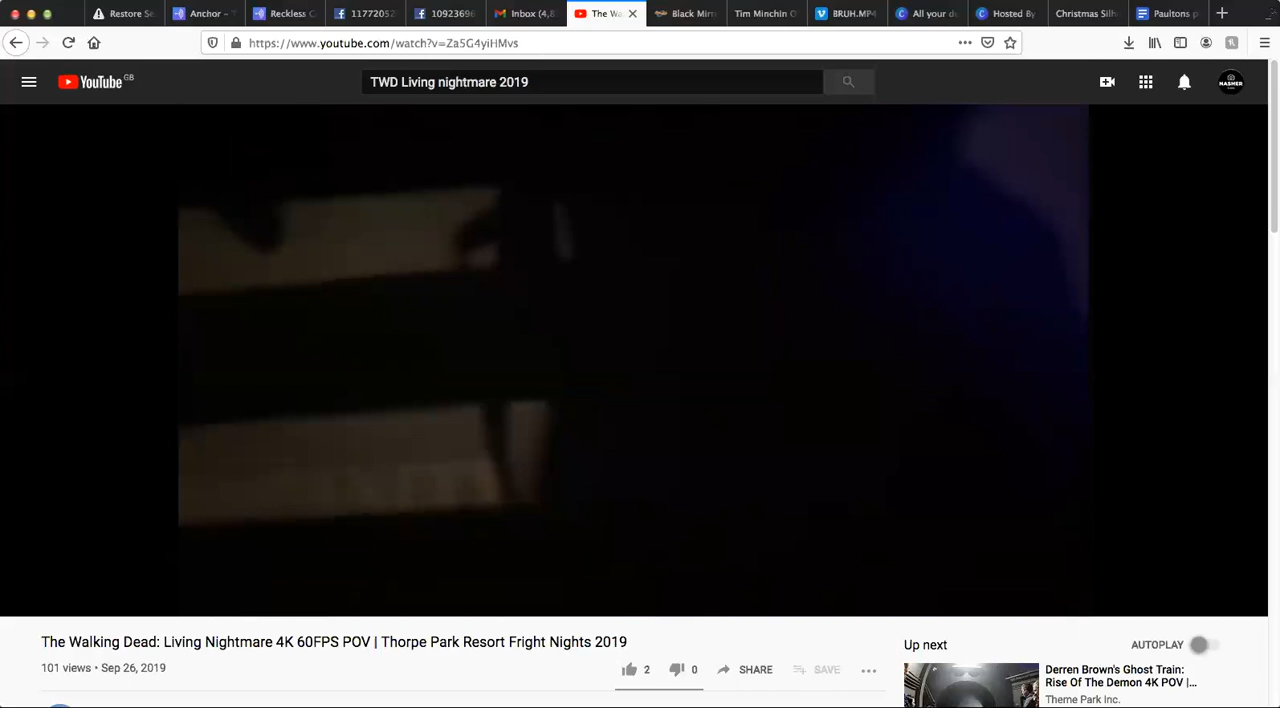 Restore Se
Anchor - T
Reckless G
1177205
1092369
Inbox (4,8
The Wa
Black Mirr
Tim Minchin O
BRUH.MP4
All your de
Hosted By
Christmas Silh
Paultons p
https://www.youtube.com/watch?v=Za5G4yiHMvs
YouTube GB
TWD Living nightmare 2019
NASHER
The Walking Dead: Living Nightmare 4K 60FPS POV | Thorpe Park Resort Fright Nights 2019
101 views • Sep 26, 2019
2
0
SHARE
SAVE
Up next
AUTOPLAY
Derren Brown's Ghost Train:
Rise Of The Demon 4K POV |...
Theme Park Inc.